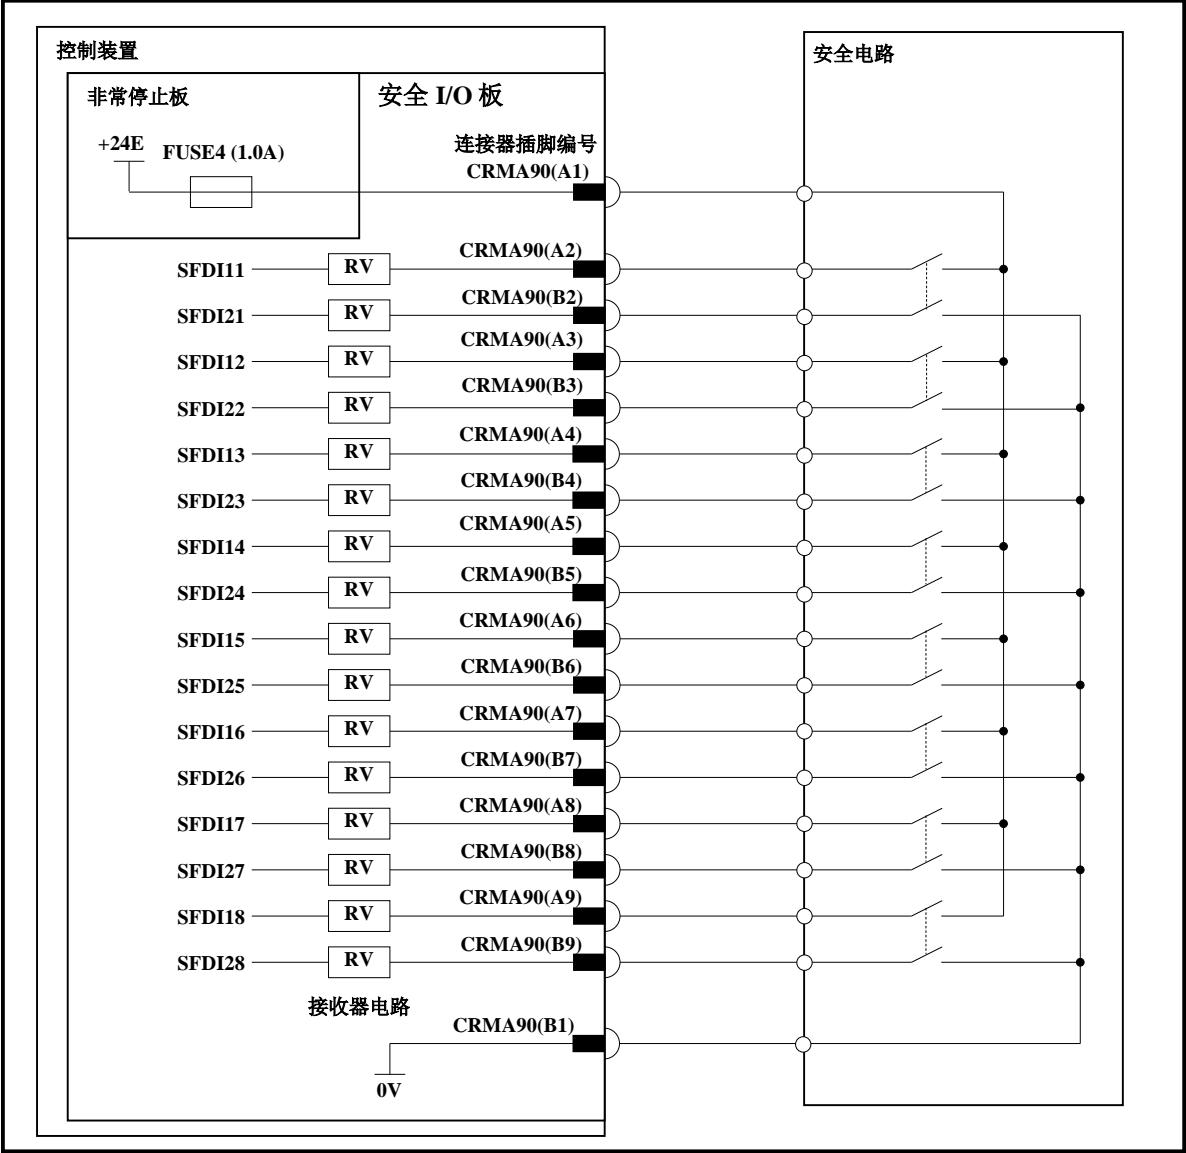 控制装置
安全电路
非常停止板
安全 I/O 板
+24E
FUSE4 (1.0A)
连接器插脚编号
CRMA90(A1)
SFDI11 RV CRMA90(A2)
SFDI21 RV CRMA90(B2)
SFDI12 RV CRMA90(A3)
SFDI22 RV CRMA90(B3)
SFDI13 RV CRMA90(A4)
SFDI23 RV CRMA90(B4)
SFDI14 RV CRMA90(A5)
SFDI24 RV CRMA90(B5)
SFDI15 RV CRMA90(A6)
SFDI25 RV CRMA90(B6)
SFDI16 RV CRMA90(A7)
SFDI26 RV CRMA90(B7)
SFDI17 RV CRMA90(A8)
SFDI27 RV CRMA90(B8)
SFDI18 RV CRMA90(A9)
SFDI28 RV CRMA90(B9)
接收器电路
CRMA90(B1)
0V